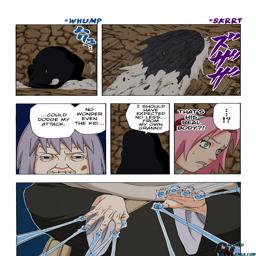 =WHUMP
=SKRRT
THAT'S
HIS
REAL
BODY?!
I SHOULD
HAVE
EXPECTED
NO LESS...
FROM MY
OWN
GRANNY.
NO
WONDER
EVEN
THE KID...
...COULD
DODGE MY
ATTACK.